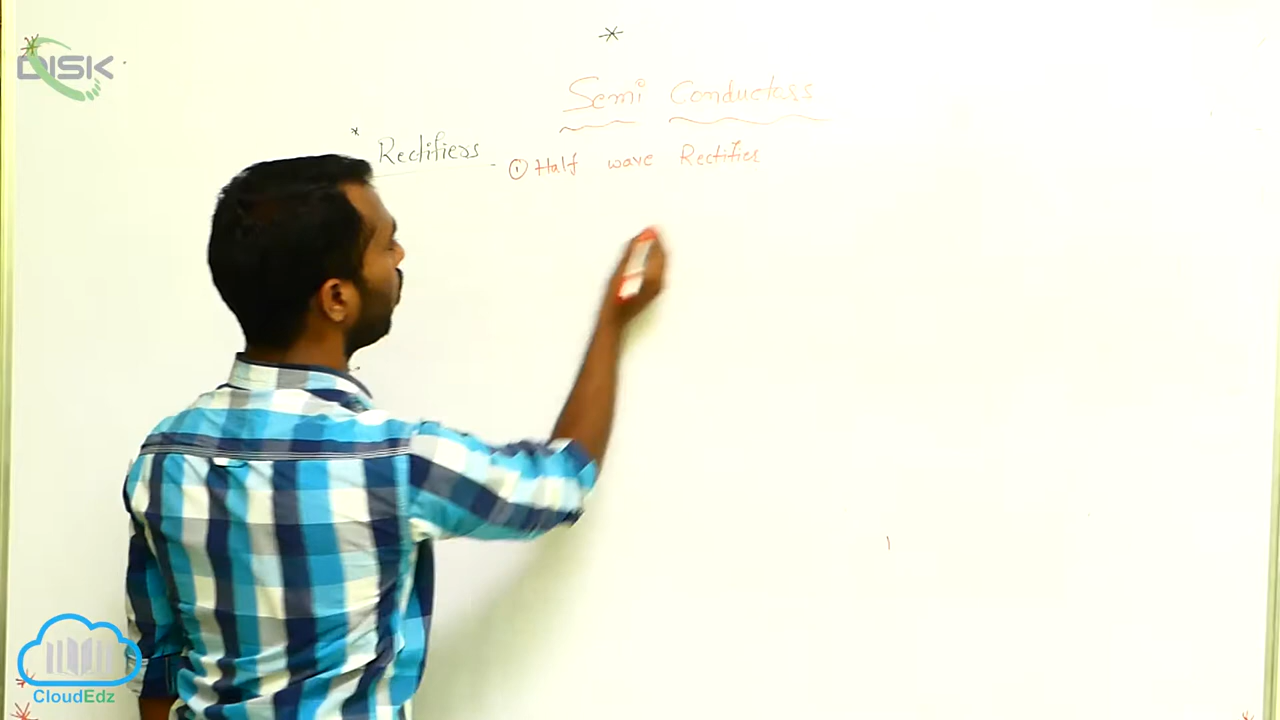 DISK
Semi Conductors
* Rectifiers - ① Half wave Rectifier
CloudEdz